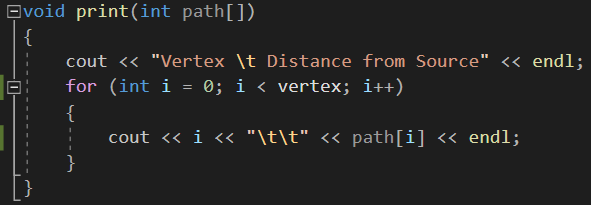 void print(int path[])
{
cout << "Vertex \t Distance from Source" << endl;
for (int i = 0; i < vertex; i++)
{
cout << i << "\t\t" << path[i] << endl;
}
}